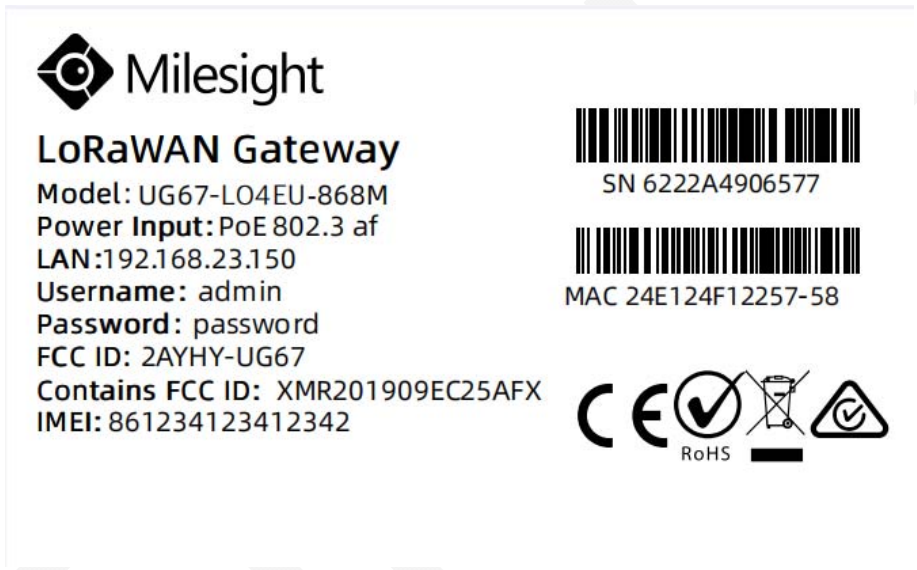 Milesight
LoRaWAN Gateway
Model: UG67-L04EU-868M
Power Input: PoE 802.3 af
LAN:192.168.23.150
Username: admin
Password: password
FCC ID: 2AYHY-UG67
Contains FCC ID: XMR201909EC25AFX
IMEI: 861234123412342
SN 6222A4906577
MAC 24E124F12257-58
CE
RoHS